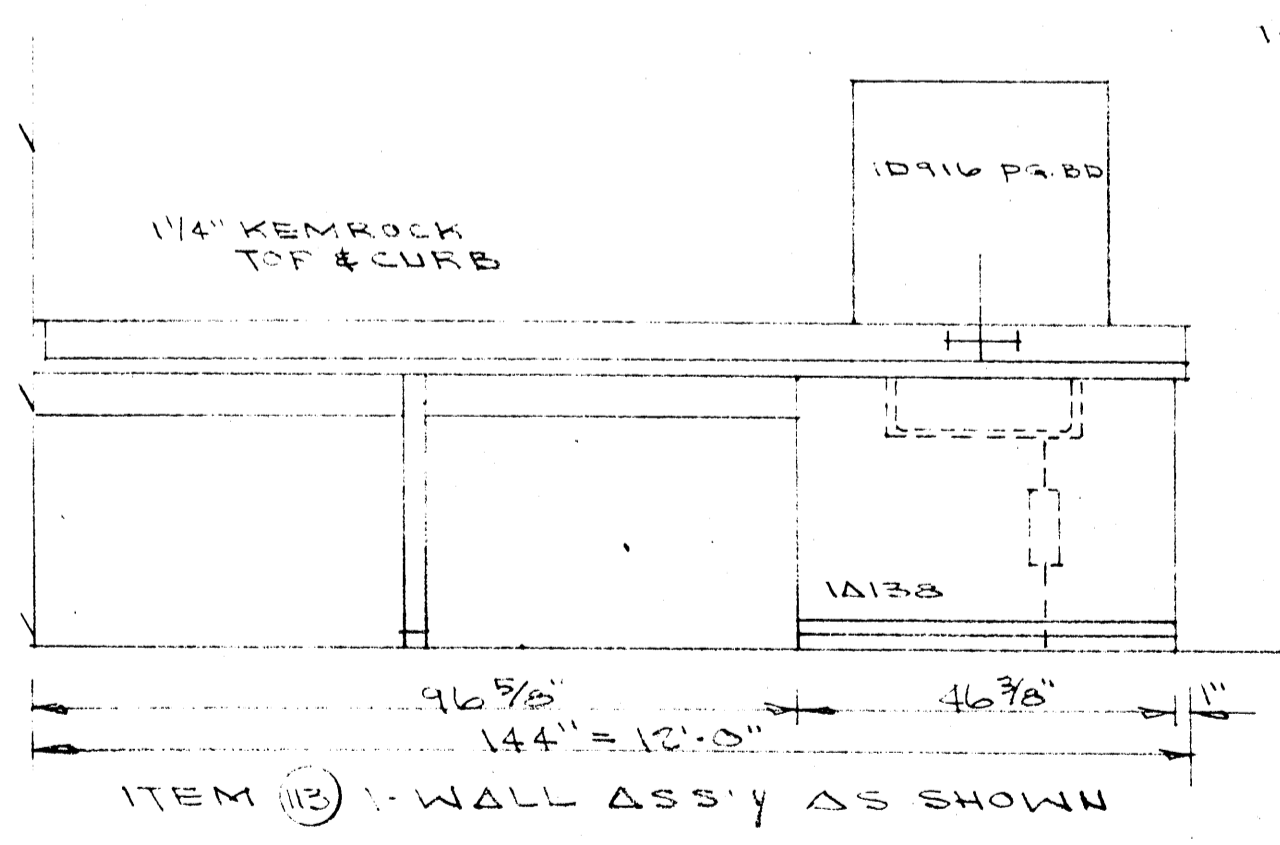 1D916 PG. BD
1 1/4" KEMROCK
TOP & CURB
1A138
96 5/8" 46 3/8" 1"
144" = 12'-0"
ITEM 113 1-WALL ASS'Y AS SHOWN